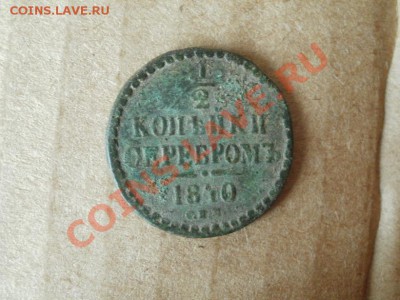 COINS.LAVE.RU
1/2
КОПѢЙКИ
СЕРЕБРОМЪ
1840
COINS.LAVE.RU